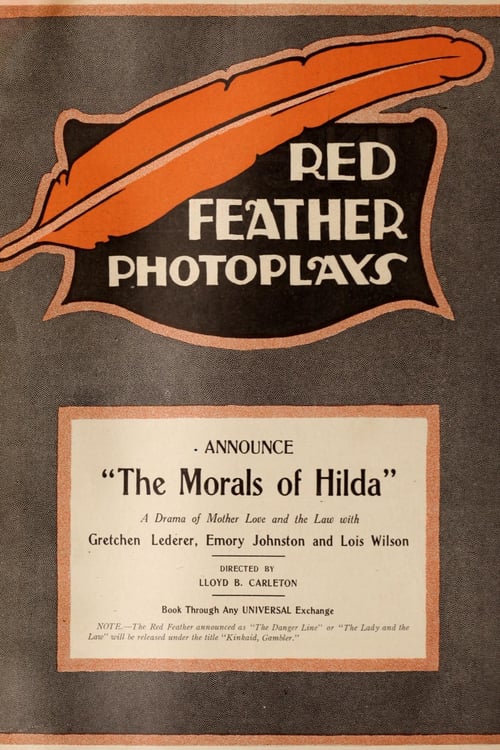 RED
FEATHER
PHOTOPLAYS
ANNOUNCE
"The Morals of Hilda"
A Drama of Mother Love and the Law with
Gretchen Lederer, Emory Johnston and Lois Wilson
DIRECTED BY
LLOYD B. CARLETON
Book Through Any UNIVERSAL Exchange
NOTE.—The Red Feather announced as "The Danger Line" or "The Lady and the
Law" will be released under the title "Kinkaid, Gambler."